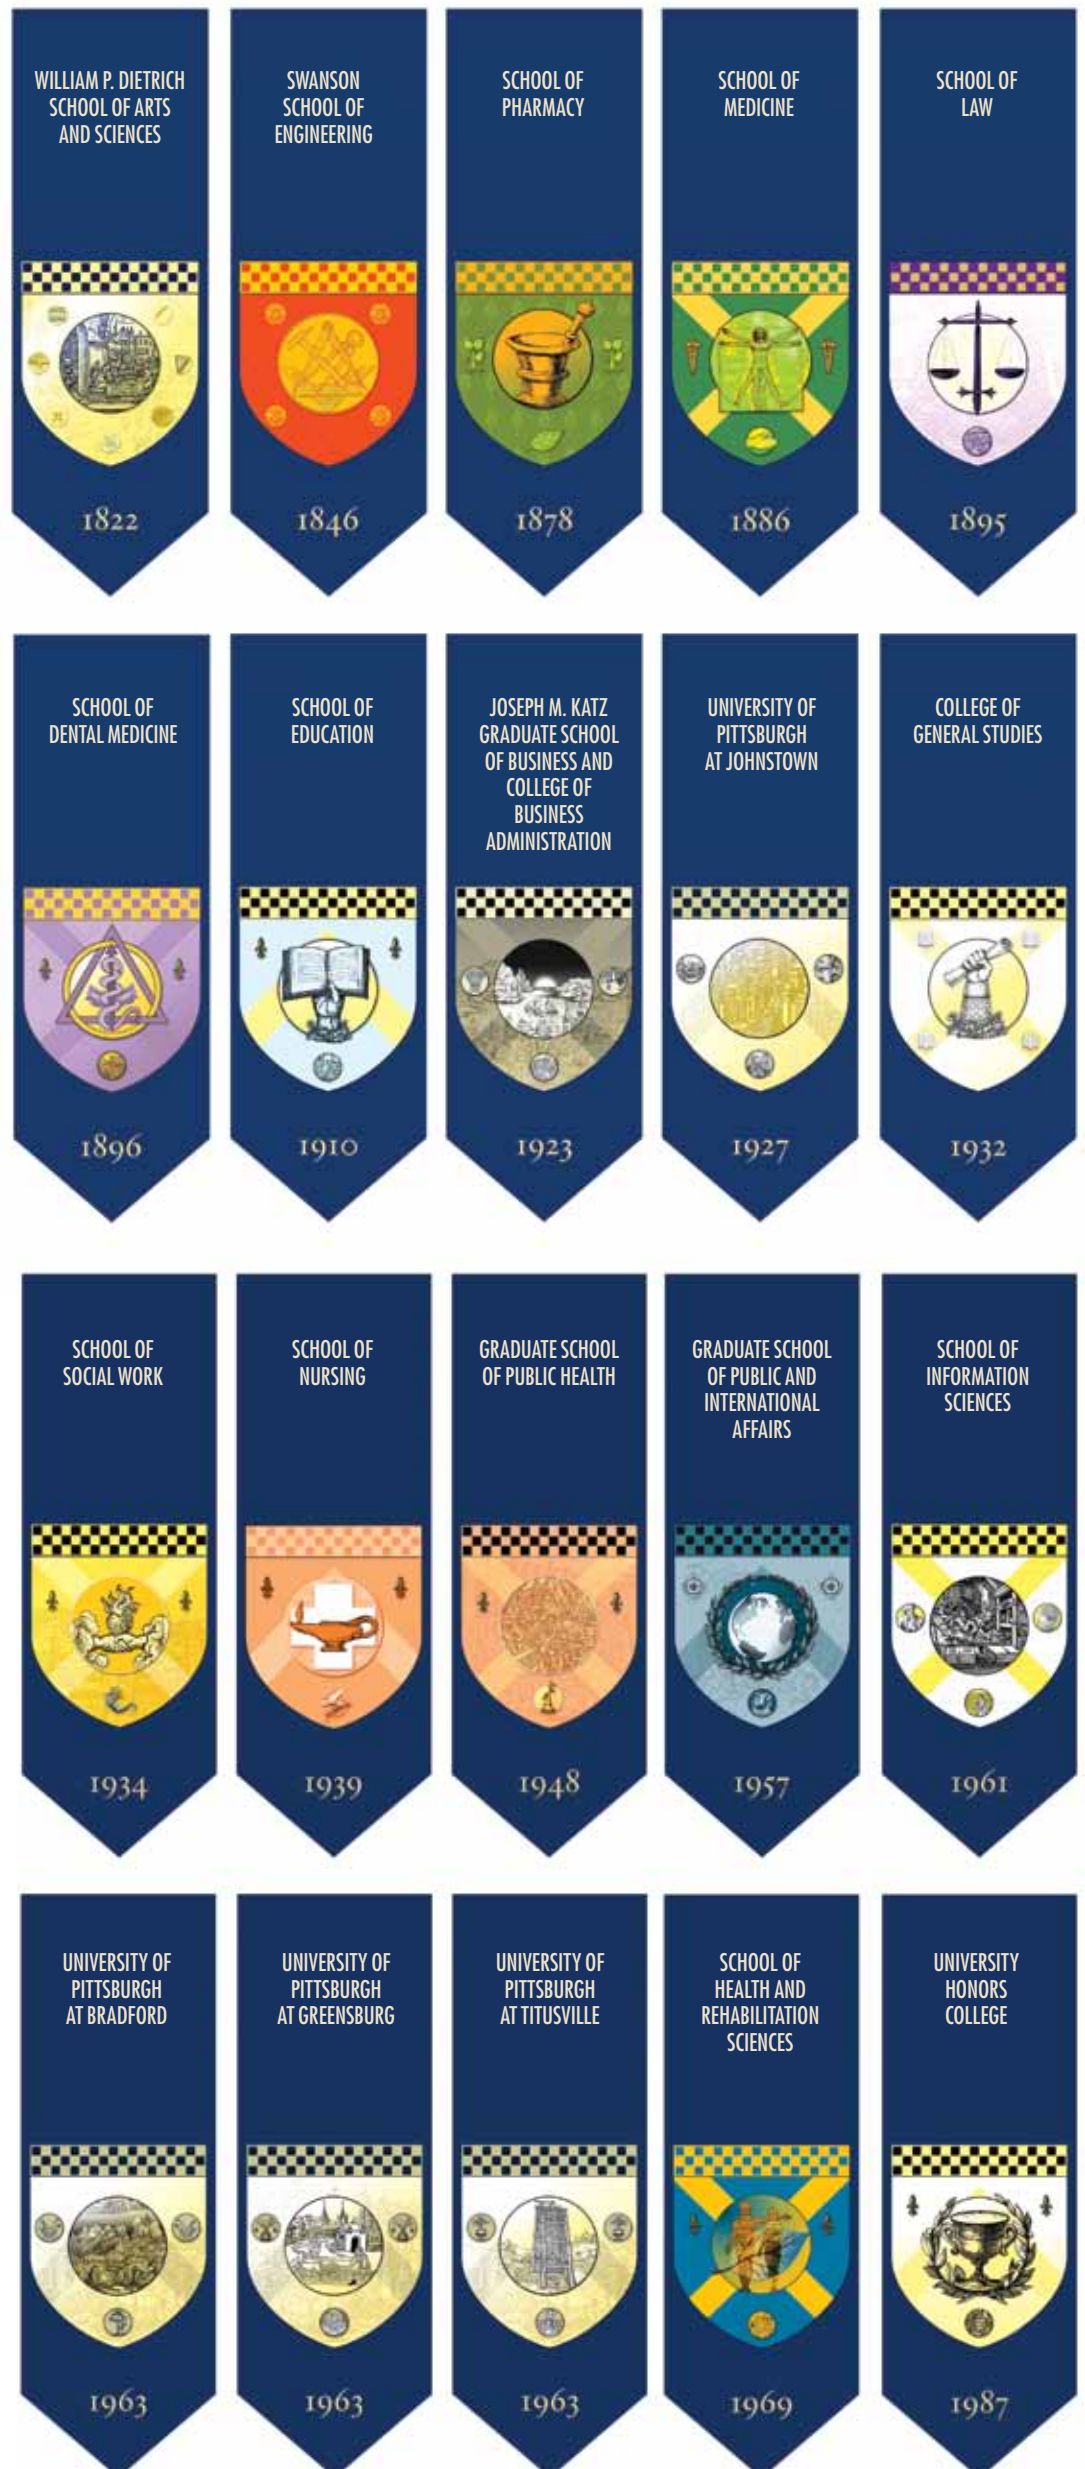 WILLIAM P. DIETRICH
SCHOOL OF ARTS
AND SCIENCES
1822
SWANSON
SCHOOL OF
ENGINEERING
1846
SCHOOL OF
PHARMACY
1878
SCHOOL OF
MEDICINE
1886
SCHOOL OF
LAW
1895
SCHOOL OF
DENTAL MEDICINE
1896
SCHOOL OF
EDUCATION
1910
JOSEPH M. KATZ
GRADUATE SCHOOL
OF BUSINESS AND
COLLEGE OF
BUSINESS
ADMINISTRATION
1923
UNIVERSITY OF
PITTSBURGH
AT JOHNSTOWN
1927
COLLEGE OF
GENERAL STUDIES
1932
SCHOOL OF
SOCIAL WORK
1934
SCHOOL OF
NURSING
1939
GRADUATE SCHOOL
OF PUBLIC HEALTH
1948
GRADUATE SCHOOL
OF PUBLIC AND
INTERNATIONAL
AFFAIRS
1957
SCHOOL OF
INFORMATION
SCIENCES
1961
UNIVERSITY OF
PITTSBURGH
AT BRADFORD
1963
UNIVERSITY OF
PITTSBURGH
AT GREENSBURG
1963
UNIVERSITY OF
PITTSBURGH
AT TITUSVILLE
1963
SCHOOL OF
HEALTH AND
REHABILITATION
SCIENCES
1969
UNIVERSITY
HONORS
COLLEGE
1987